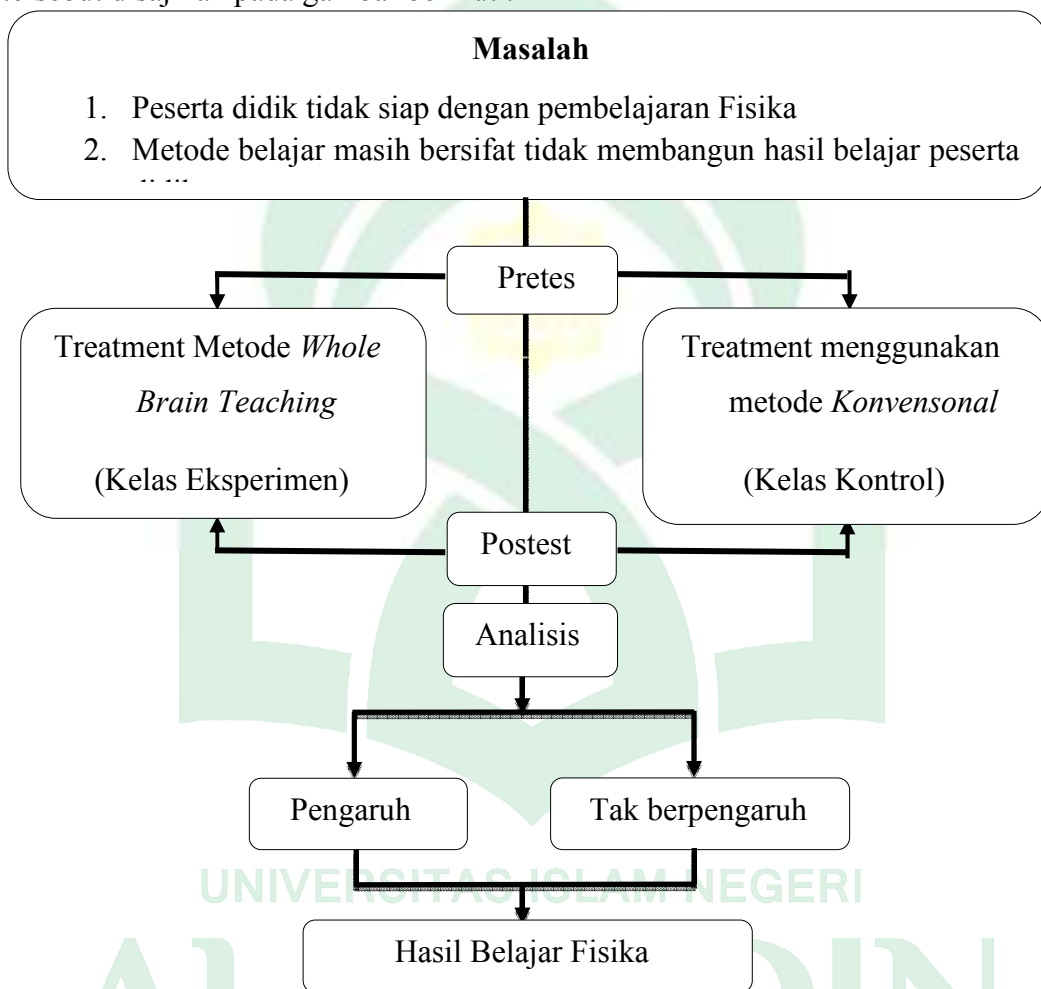 Masalah
1. Peserta didik tidak siap dengan pembelajaran Fisika
2. Metode belajar masih bersifat tidak membangun hasil belajar peserta
Pretes
Treatment Metode Whole
Brain Teaching
(Kelas Eksperimen)
Treatment menggunakan
metode Konvensonal
(Kelas Kontrol)
Postest
Analisis
Pengaruh
Tak berpengaruh
UNIVERSITAS ISLAM NEGERI
Hasil Belajar Fisika